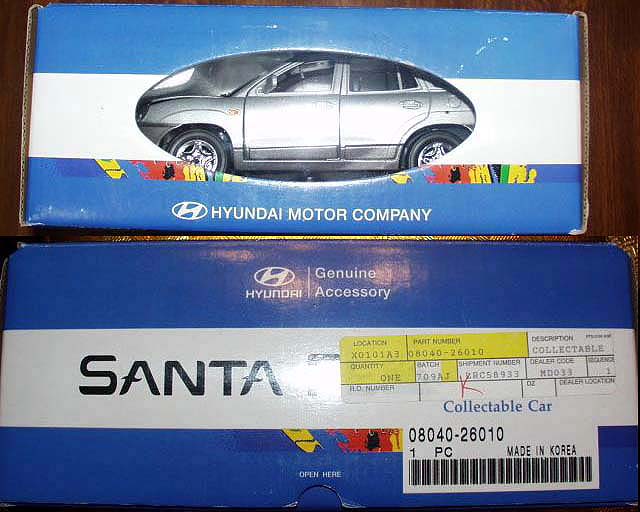 HYUNDAI MOTOR COMPANY
HYUNDAI
Genuine
Accessory
SANTA
LOCATION PART NUMBER DESCRIPTION
X0101A3 08040-26010 COLLECTABLE
QUANTITY BATCH SHIPMENT NUMBER DEALER CODE SEQUENCE
ONE 709AJ ERC58933 MD033 1
R.O. NUMBER OZ DEALER LOCATION
Collectable Car
08040-26010
1 PC MADE IN KOREA
OPEN HERE